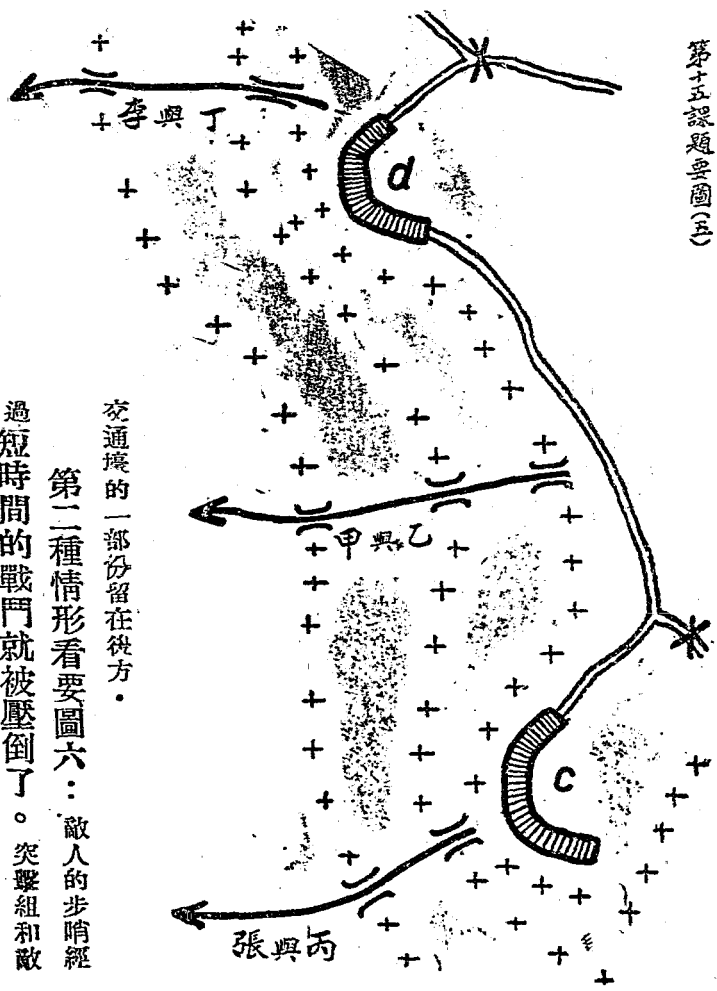 第十五課題要圖(五)
d
李與丁
甲與乙
c
張與丙
交通壕的一部份留在後方．
第二種情形看要圖六：敵人的步哨經
過短時間的戰鬥就被壓倒了。突擊組和敵